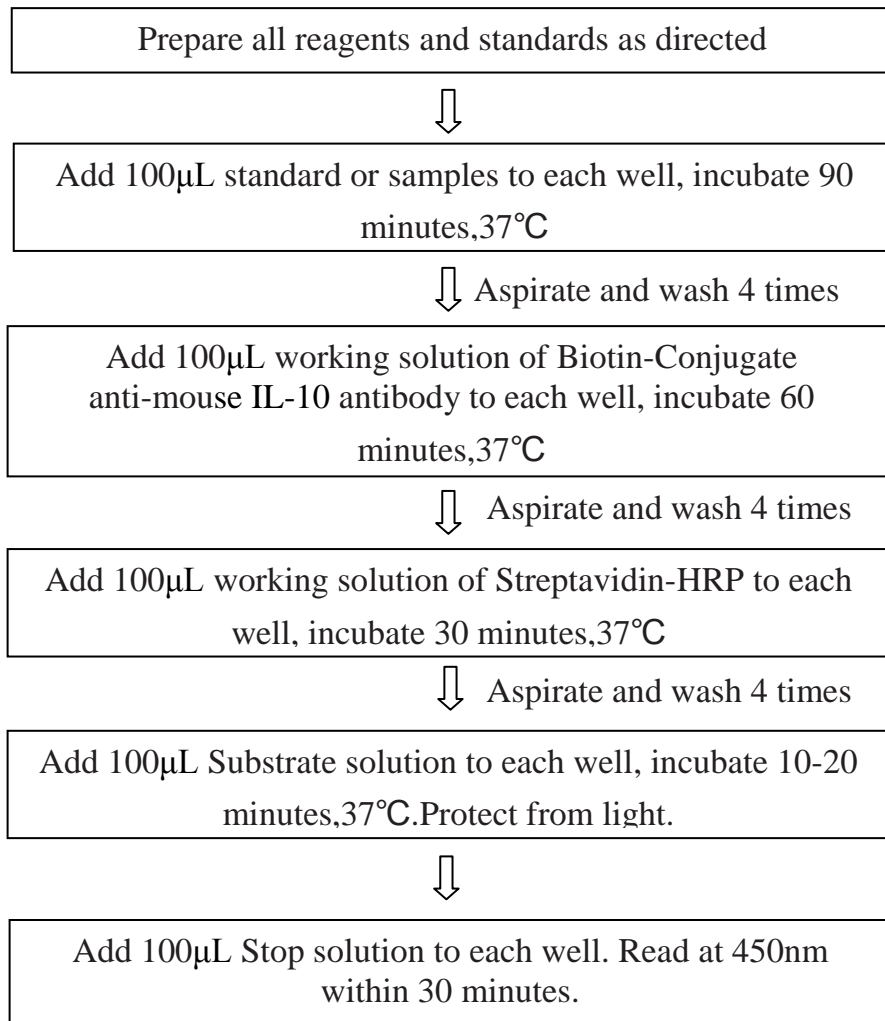 Prepare all reagents and standards as directed
Add 100μL standard or samples to each well, incubate 90
minutes,37℃
Aspirate and wash 4 times
Add 100μL working solution of Biotin-Conjugate
anti-mouse IL-10 antibody to each well, incubate 60
minutes,37℃
Aspirate and wash 4 times
Add 100μL working solution of Streptavidin-HRP to each
well, incubate 30 minutes,37℃
Aspirate and wash 4 times
Add 100μL Substrate solution to each well, incubate 10-20
minutes,37℃.Protect from light.
Add 100μL Stop solution to each well. Read at 450nm
within 30 minutes.